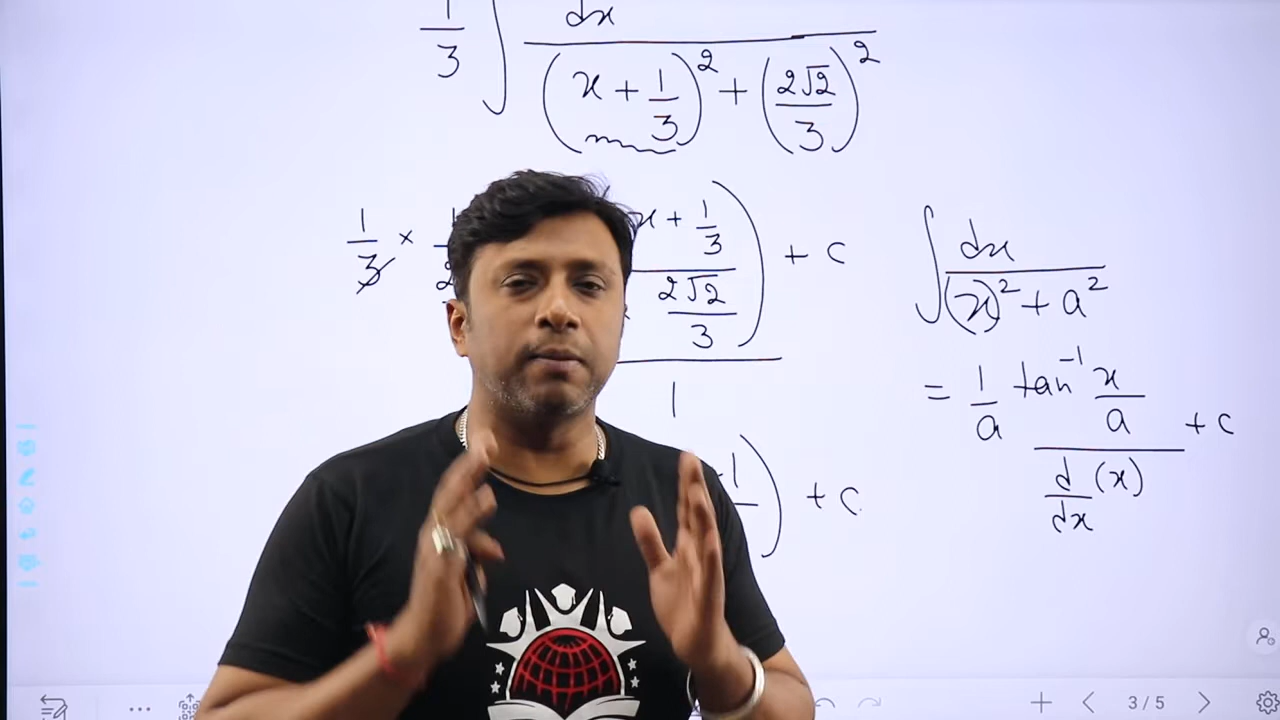 1/3 ∫ dx / (x + 1/3)² + (2√2/3)²
1/3 × x + 1/3 / 2√2/3 ) + c
1
-1 ) + c
∫ dx / (x)² + a²
= 1/a tan⁻¹ x/a / d/dx (x) + c
3/5